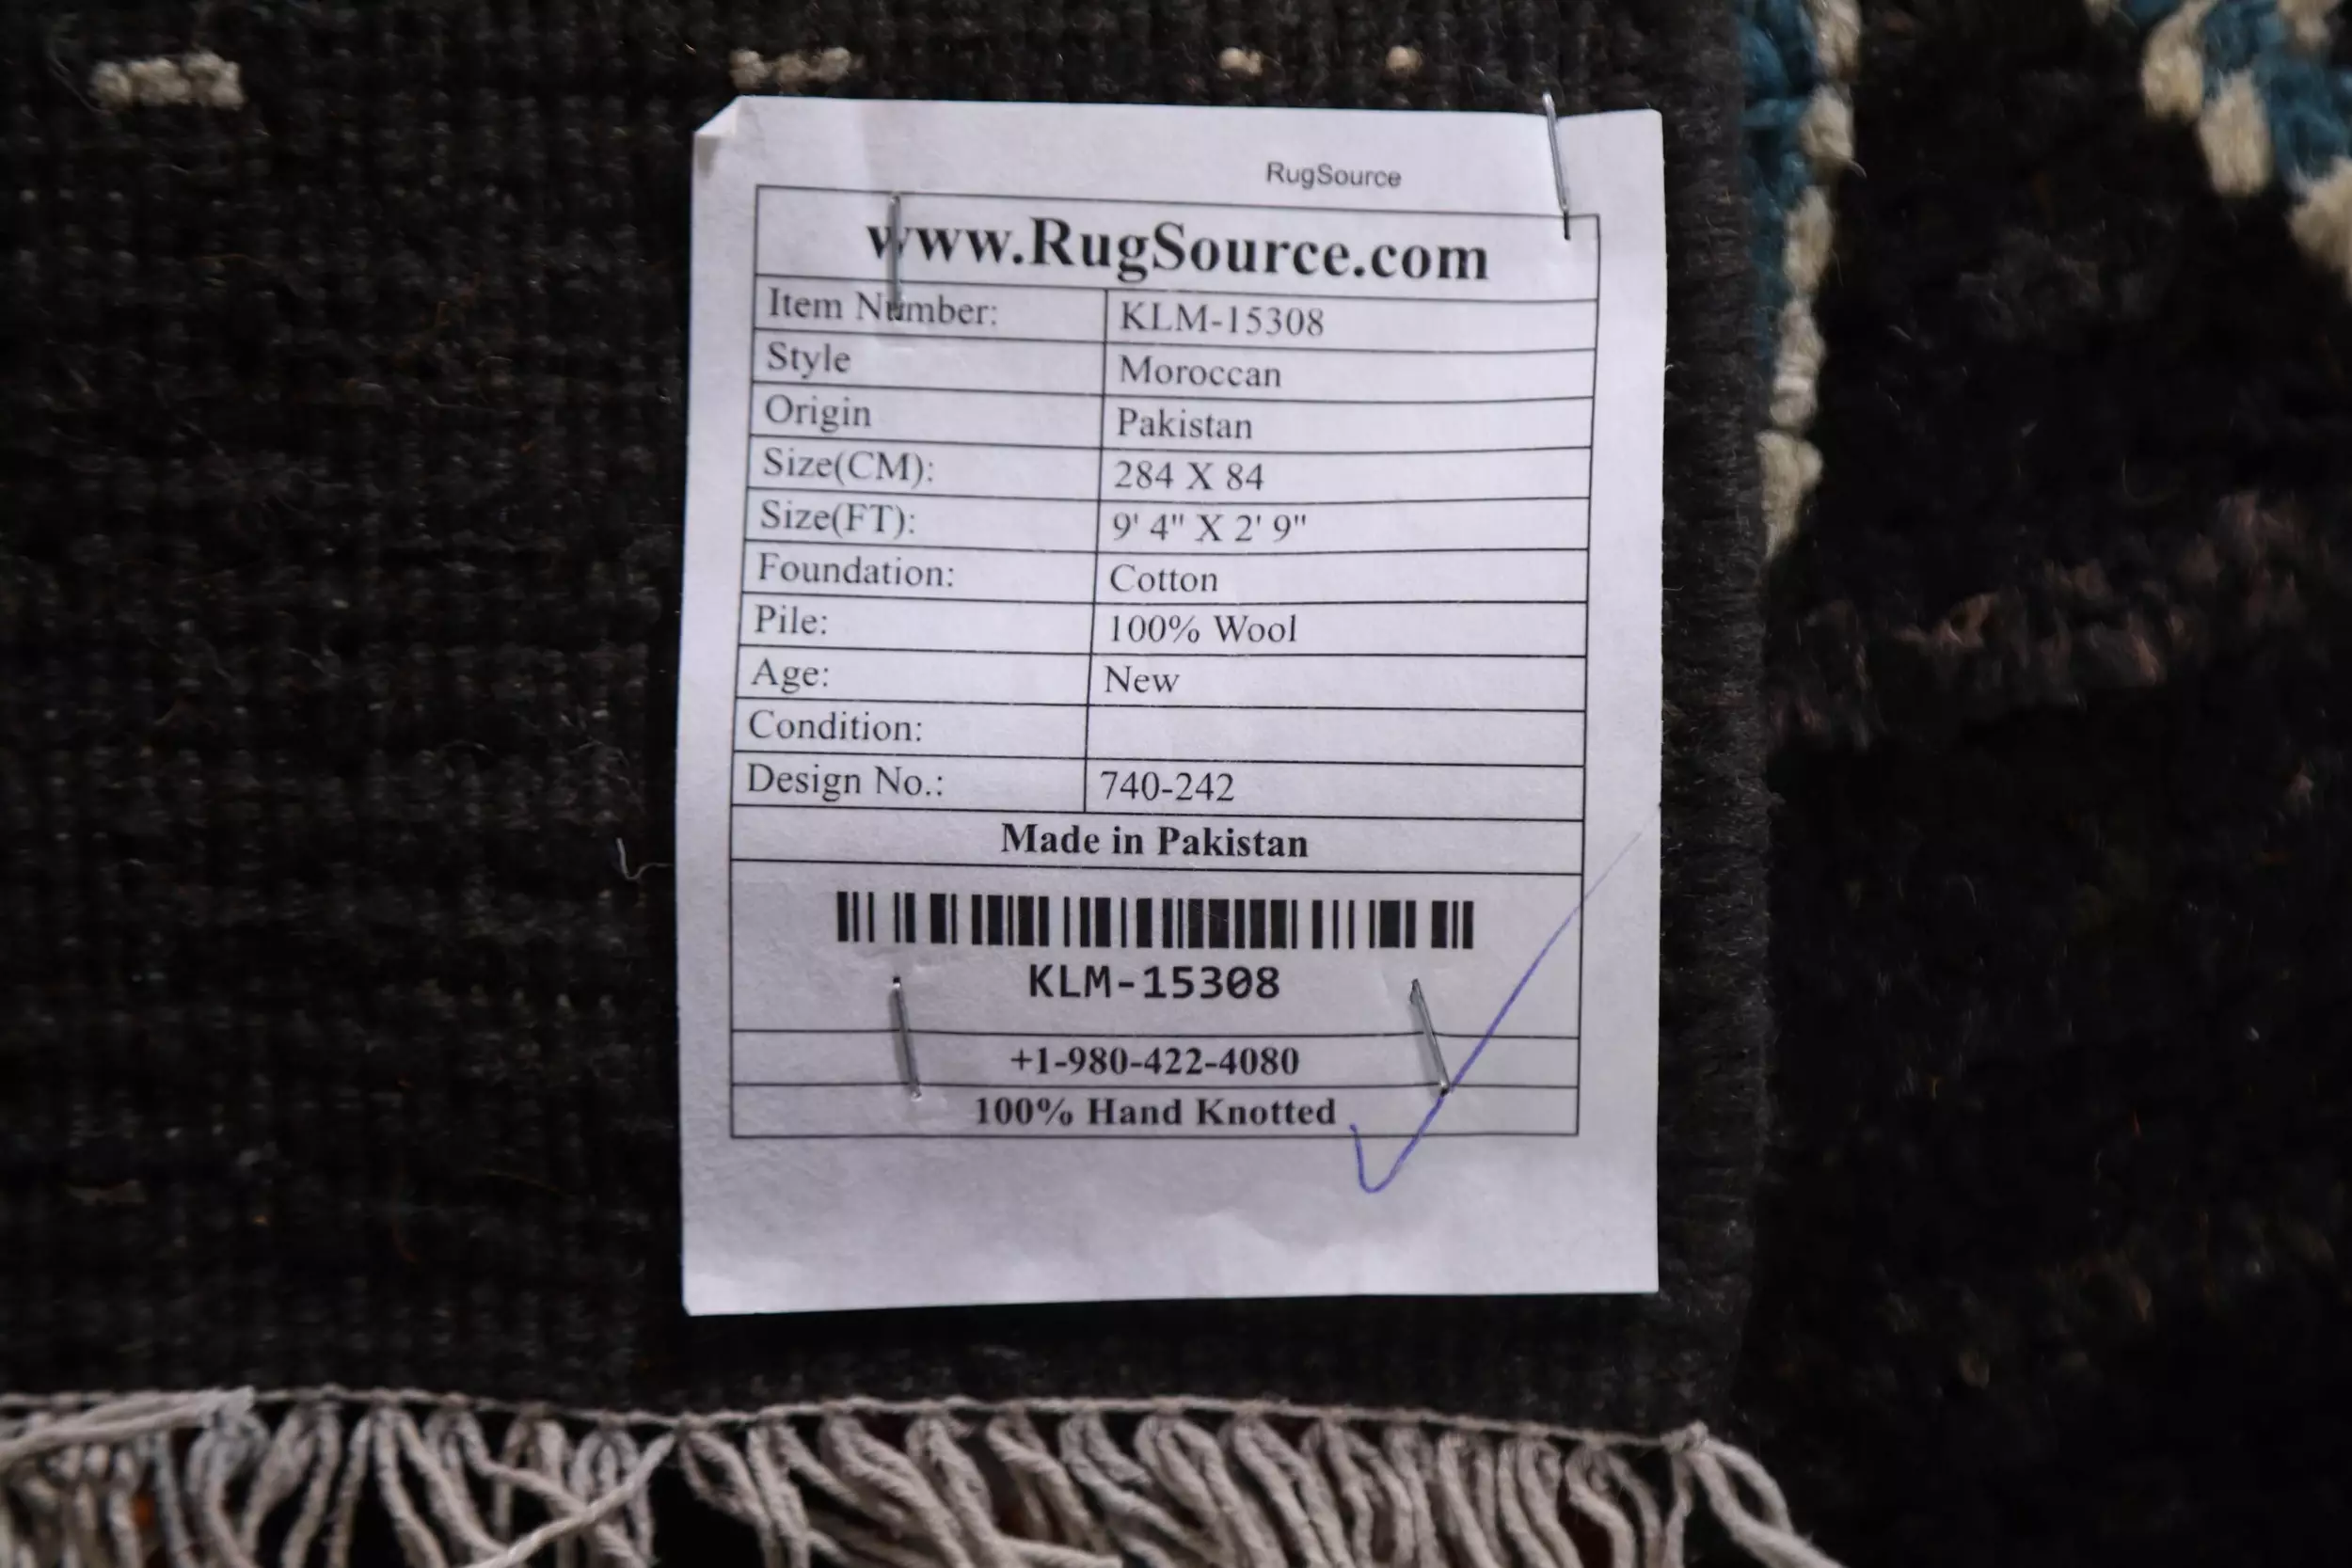 RugSource
www.RugSource.com
Item Number: KLM-15308
Style Moroccan
Origin Pakistan
Size(CM): 284 X 84
Size(FT): 9' 4" X 2' 9"
Foundation: Cotton
Pile: 100% Wool
Age: New
Condition:
Design No.: 740-242
Made in Pakistan
KLM-15308
+1-980-422-4080
100% Hand Knotted